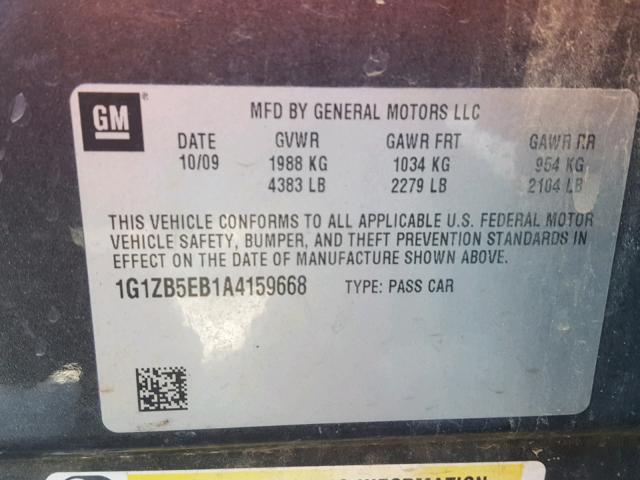 GM
MFD BY GENERAL MOTORS LLC
DATE GVWR GAWR FRT GAWR RR
10/09 1988 KG 1034 KG 954 KG
4383 LB 2279 LB 2104 LB
THIS VEHICLE CONFORMS TO ALL APPLICABLE U.S. FEDERAL MOTOR
VEHICLE SAFETY, BUMPER, AND THEFT PREVENTION STANDARDS IN
EFFECT ON THE DATE OF MANUFACTURE SHOWN ABOVE.
1G1ZB5EB1A4159668 TYPE: PASS CAR
INFORMATION